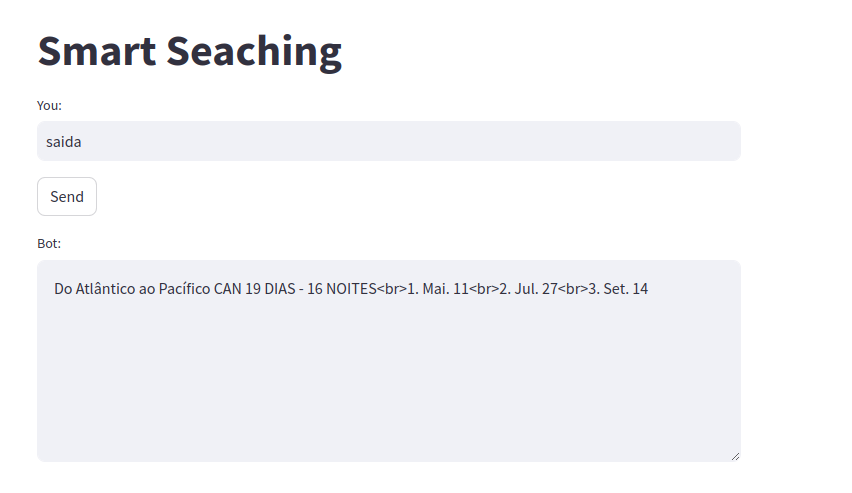 Smart Seaching
You:
saida
Send
Bot:
Do Atlântico ao Pacífico CAN 19 DIAS - 16 NOITES<br>1. Mai. 11<br>2. Jul. 27<br>3. Set. 14